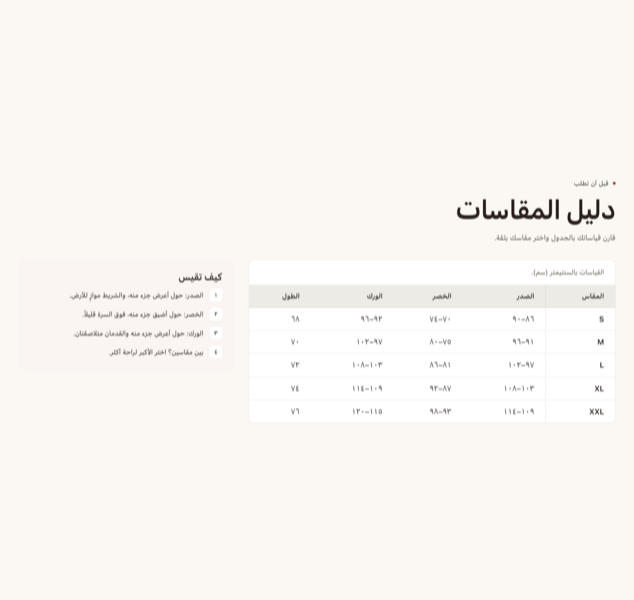 قبل أن تطلب
دليل المقاسات
قارن قياساتك بالجدول واختر مقاسك بثقة.
القياسات بالسنتيمتر (سم).
المقاس الصدر الخصر الورك الطول
S ٨٦–٩٠ ٧٠–٧٤ ٩٢–٩٦ ٦٨
M ٩١–٩٦ ٧٥–٨٠ ٩٧–١٠٢ ٧٠
L ٩٧–١٠٢ ٨١–٨٦ ١٠٣–١٠٨ ٧٢
XL ١٠٣–١٠٨ ٨٧–٩٢ ١٠٩–١١٤ ٧٤
XXL ١٠٩–١١٤ ٩٣–٩٨ ١١٥–١٢٠ ٧٦
كيف تقيس
١ الصدر: حول أعرض جزء منه، والشريط موازٍ للأرض.
٢ الخصر: حول أضيق جزء منه، فوق السرة قليلاً.
٣ الورك: حول أعرض جزء منه والقدمان متلاصقتان.
٤ بين مقاسين؟ اختر الأكبر لراحة أكثر.